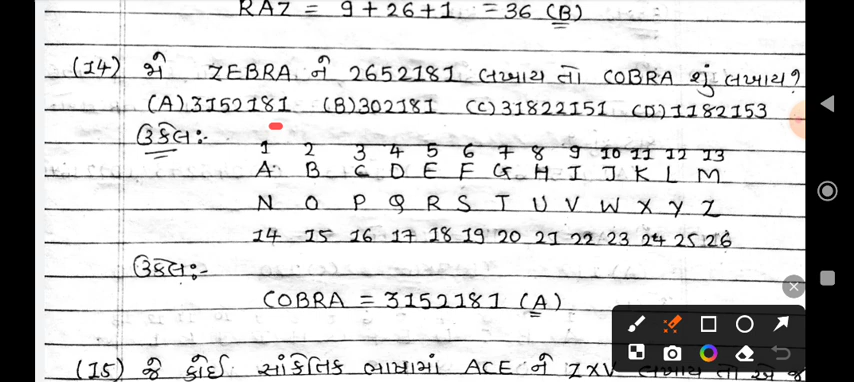 RAZ = 9+26+1 = 36 (B)
(14) જો ZEBRA ને 2652181 લખાય તો COBRA શું લખાય?
(A) 3152181 (B) 302181 (C) 31822151 (D) 1182153
ઉકેલ:-
1 2 3 4 5 6 7 8 9 10 11 12 13
A B C D E F G H I J K L M
N O P Q R S T U V W X Y Z
14 15 16 17 18 19 20 21 22 23 24 25 26
ઉકેલ:-
COBRA = 3152181 (A)
(15) જે કોઈ સાંકેતિક ભાષામાં ACE ને ZXV લખાય તો